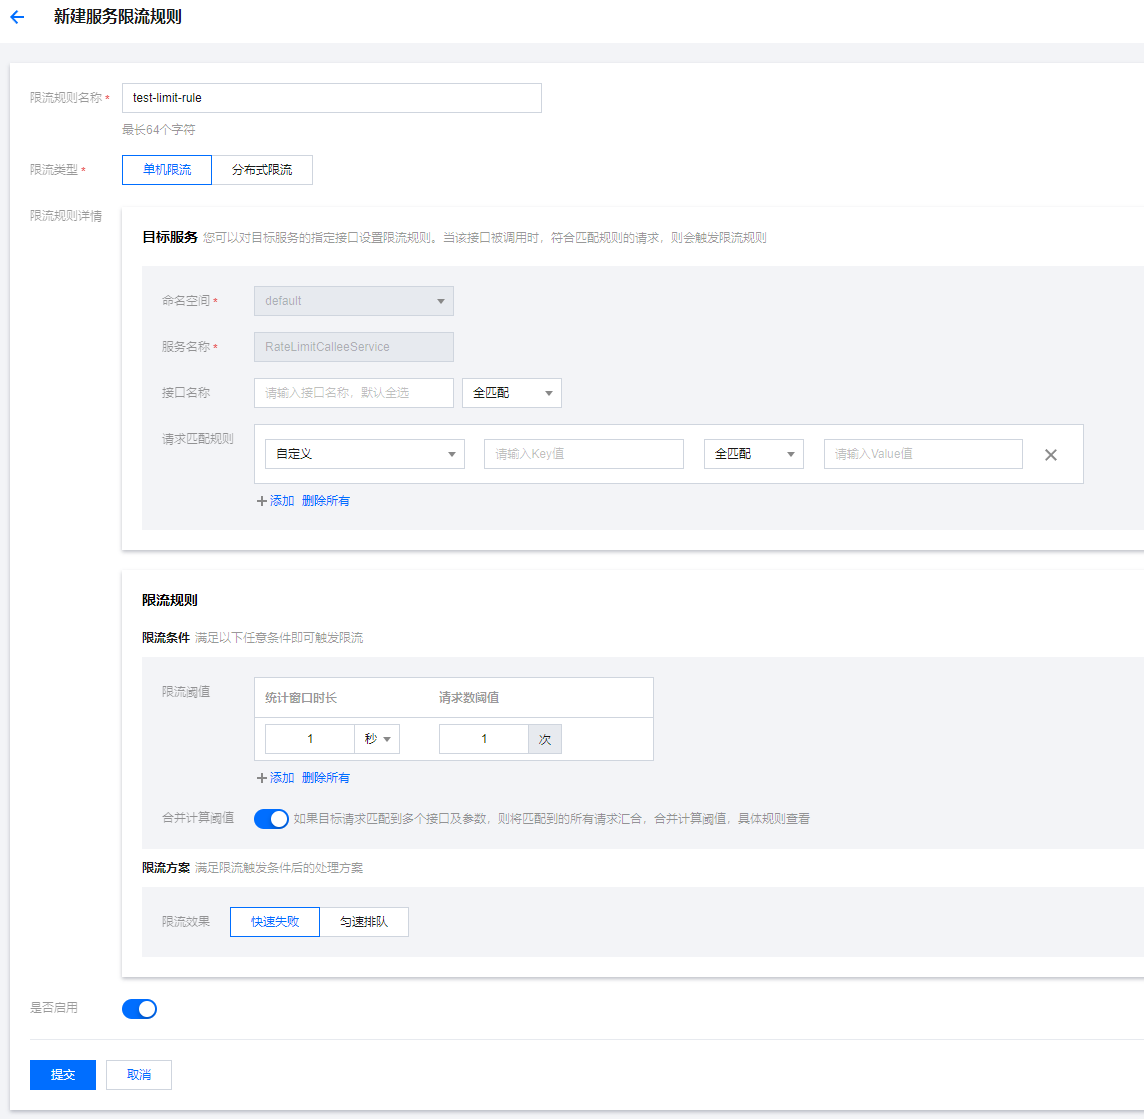 新建服务限流规则
限流规则名称 * test-limit-rule
最长64个字符
限流类型 * 单机限流 分布式限流
限流规则详情
目标服务 您可以对目标服务的指定接口设置限流规则。当该接口被调用时，符合匹配规则的请求，则会触发限流规则
命名空间 * default
服务名称 * RateLimitCalleeService
接口名称 请输入接口名称，默认全选 全匹配
请求匹配规则 自定义 请输入Key值 全匹配 请输入Value值
添加 删除所有
限流规则
限流条件 满足以下任意条件即可触发限流
限流阈值 统计窗口时长 请求数阈值
1 秒 1 次
添加 删除所有
合并计算阈值 如果目标请求匹配到多个接口及参数，则将匹配到的所有请求汇合，合并计算阈值，具体规则查看
限流方案 满足限流触发条件后的处理方案
限流效果 快速失败 匀速排队
是否启用
提交 取消